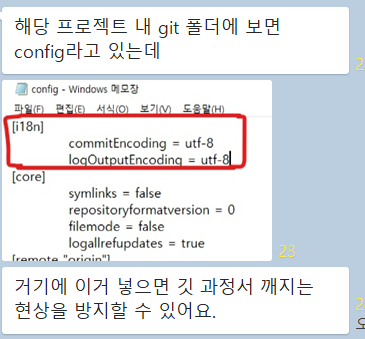 해당 프로젝트 내 git 폴더에 보면
config라고 있는데
config - Windows 메모장
파일(F) 편집(E) 서식(O) 보기(V) 도움말(H)
[i18n]
commitEncoding = utf-8
logOutputEncoding = utf-8
[core]
symlinks = false
repositoryformatversion = 0
filemode = false
logallrefupdates = true
[remote "origin"]
23
거기에 이거 넣으면 깃 과정서 깨지는
현상을 방지할 수 있어요.